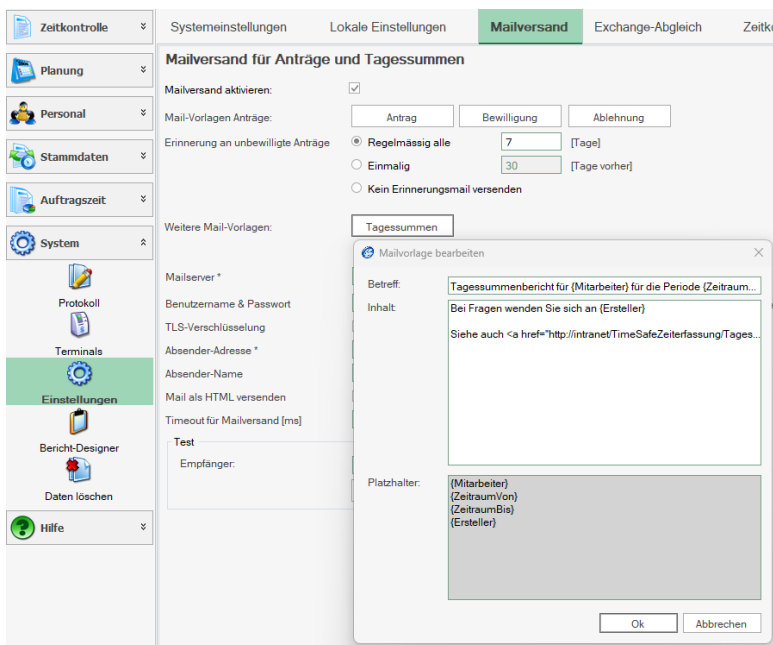 Zeitkontrolle
Planung
Personal
Stammdaten
Auftragszeit
System
Protokoll
Terminals
Einstellungen
Bericht-Designer
Daten löschen
Hilfe
Systemeinstellungen Lokale Einstellungen Mailversand Exchange-Abgleich
Mailversand für Anträge und Tagessummen
Mailversand aktivieren:
Mail-Vorlagen Anträge: Antrag Bewilligung Ablehnung
Erinnerung an unbewilligte Anträge Regelmässig alle 7 [Tage]
Einmalig 30 [Tage vorher]
Kein Erinnerungsmail versenden
Weitere Mail-Vorlagen: Tagessummen
Mailserver *
Benutzername & Passwort
TLS-Verschlüsselung
Absender-Adresse *
Absender-Name
Mail als HTML versenden
Timeout für Mailversand [ms]
Test
Empfänger:
Mailvorlage bearbeiten
Betreff: Tagessummenbericht für {Mitarbeiter} für die Periode {Zeitraum...
Inhalt: Bei Fragen wenden Sie sich an {Ersteller}
Siehe auch <a href="http://intranet/TimeSafeZeiterfassung/Tages...
Platzhalter: {Mitarbeiter}
{ZeitraumVon}
{ZeitraumBis}
{Ersteller}
Ok Abbrechen